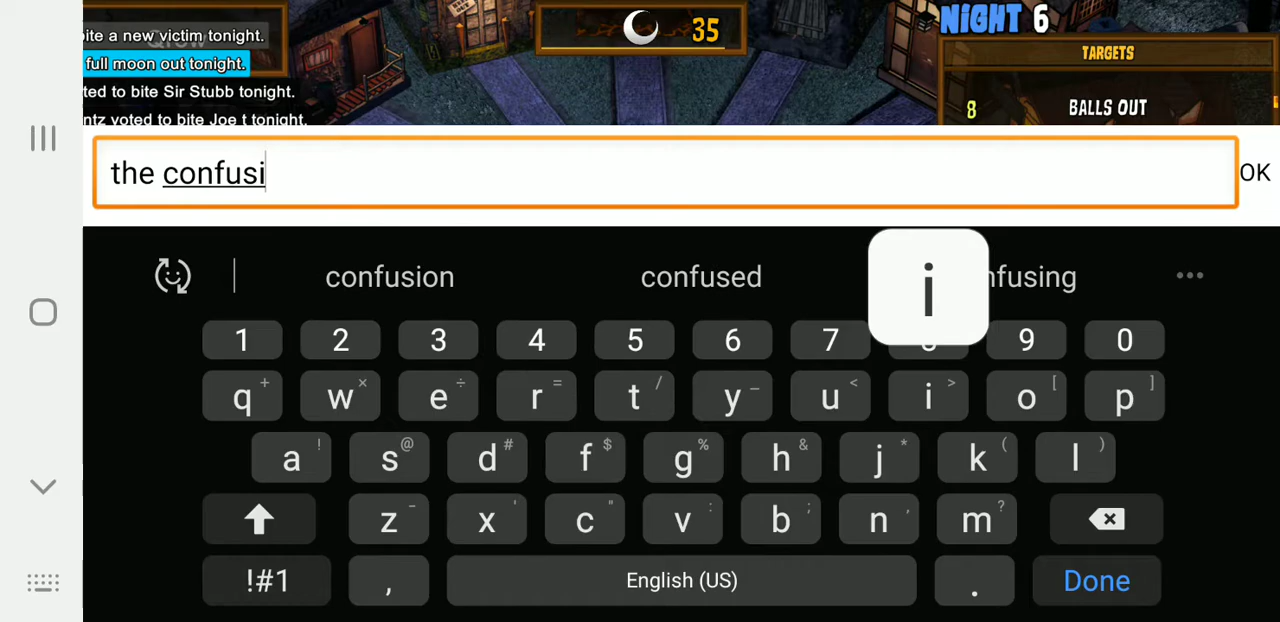 bite a new victim tonight.
full moon out tonight.
ted to bite Sir Stubb tonight.
ntz voted to bite Joe t tonight.
35
NIGHT 6
TARGETS
8 BALLS OUT
the confusi
OK
confusion confused nfusing
i
1 2 3 4 5 6 7 8 9 0
q + w × e ÷ r = t / y _ u < i > o [ p ]
a ! s @ d # f $ g % h & j * k ( l )
z - x ' c " v : b ; n , m ?
!#1 , English (US) . Done